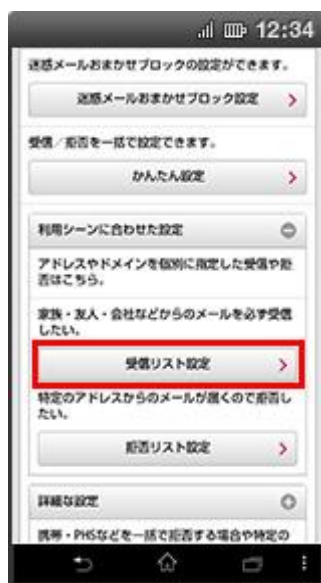 12:34
迷惑メールおまかせブロックの設定ができます。
迷惑メールおまかせブロック設定
受信／拒否を一括で設定できます。
かんたん設定
利用シーンに合わせた設定
アドレスやドメインを個別に指定した受信や拒
否はこちら。
家族・友人・会社などからのメールを必ず受信
したい。
受信リスト設定
特定のアドレスからのメールが届くので拒否し
たい。
拒否リスト設定
詳細な設定
携帯・PHSなどを一括で拒否する場合や特定の